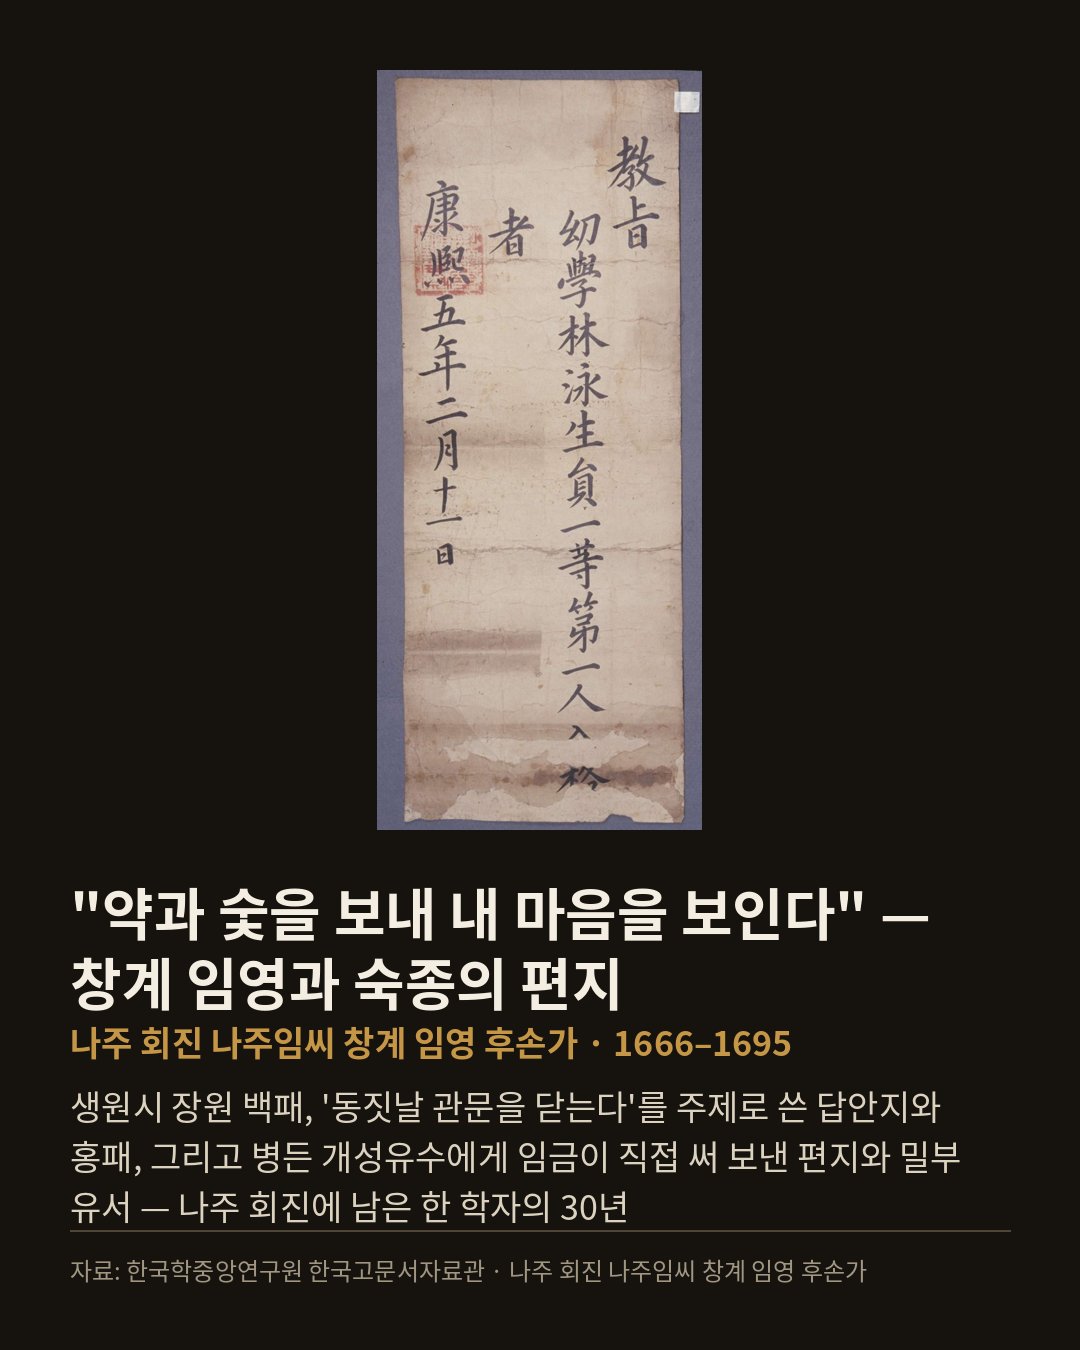 敎旨
幼學林泳生員一等第一人入
格
者
康熙五年二月十一日
"약과 숯을 보내 내 마음을 보인다" —
창계 임영과 숙종의 편지
나주 회진 나주임씨 창계 임영 후손가 · 1666–1695
생원시 장원 백패, '동짓날 관문을 닫는다'를 주제로 쓴 답안지와
홍패, 그리고 병든 개성유수에게 임금이 직접 써 보낸 편지와 밀부
유서 — 나주 회진에 남은 한 학자의 30년
자료: 한국학중앙연구원 한국고문서자료관 · 나주 회진 나주임씨 창계 임영 후손가